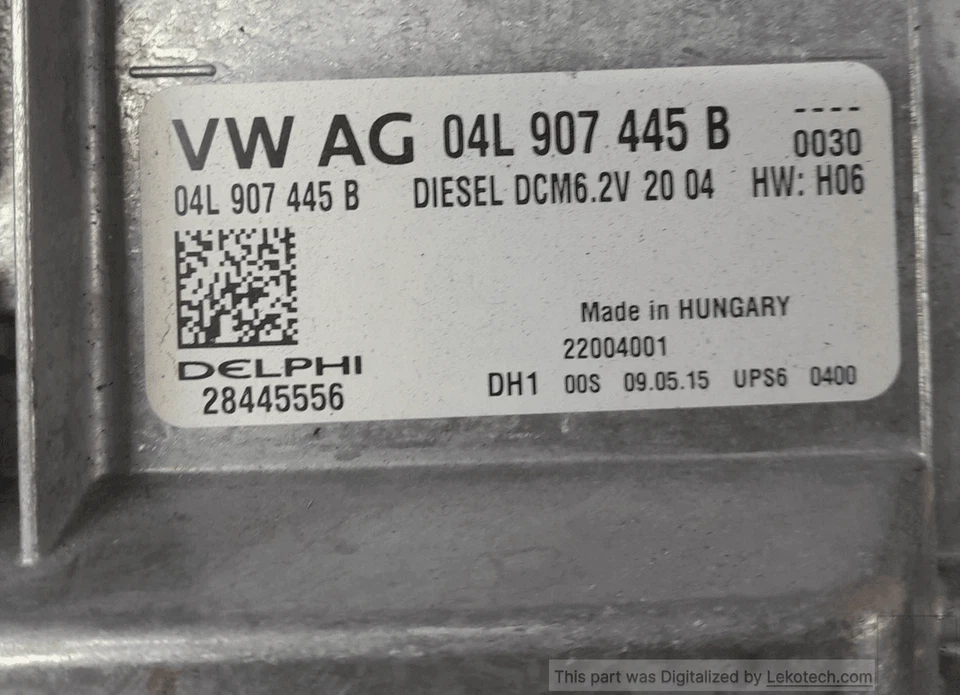 VW AG 04L 907 445 B ---- 0030
04L 907 445 B DIESEL DCM6.2V 20 04 HW: H06
Made in HUNGARY
22004001
DELPHI
28445556
DH1 00S 09.05.15 UPS6 0400
This part was Digitalized by Lekotech.com